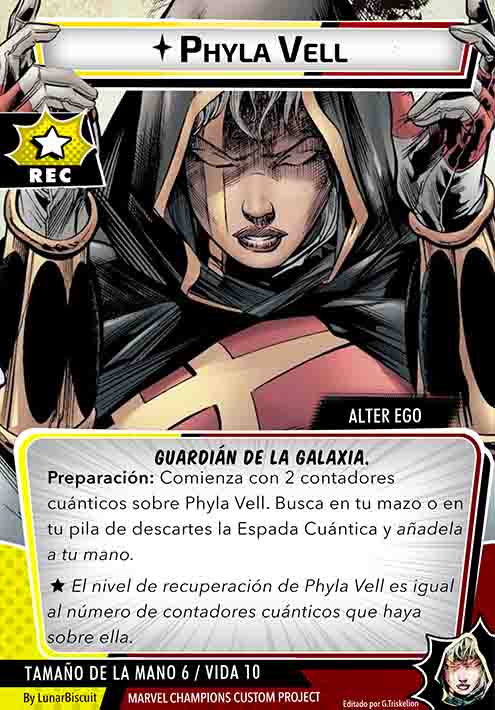 PHYLA VELL
REC
ALTER EGO
GUARDIÁN DE LA GALAXIA.
Preparación: Comienza con 2 contadores
cuánticos sobre Phyla Vell. Busca en tu mazo o en
tu pila de descartes la Espada Cuántica y añadela
a tu mano.
★ El nivel de recuperación de Phyla Vell es igual
al número de contadores cuánticos que haya
sobre ella.
TAMAÑO DE LA MANO 6 / VIDA 10
By LunarBiscuit MARVEL CHAMPIONS CUSTOM PROJECT Editado por G.Triskelion